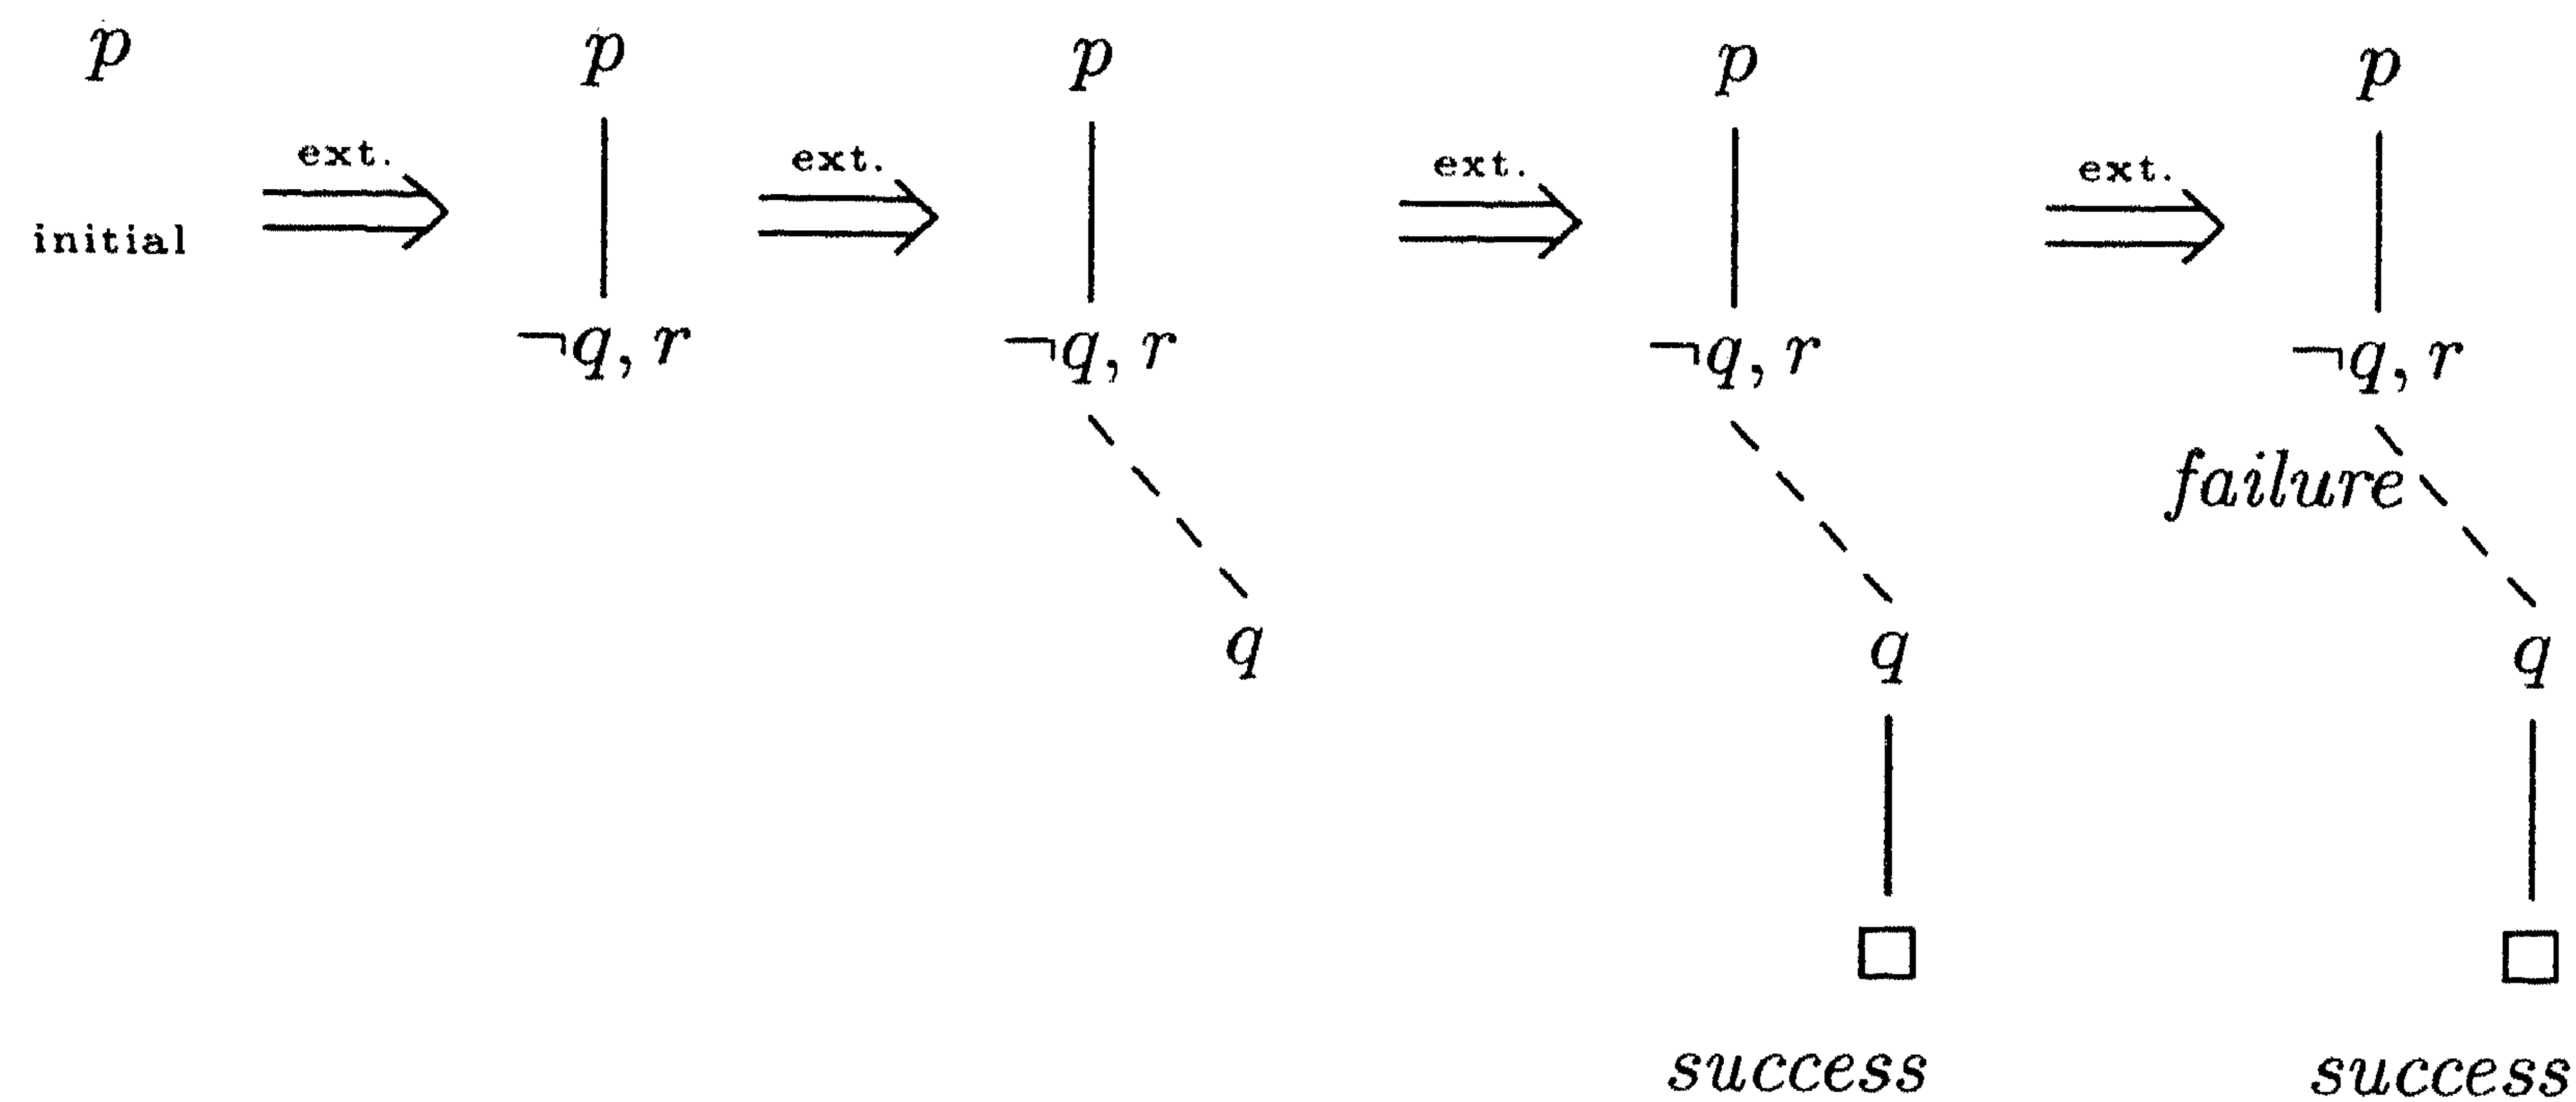 p p p p p
ext. ext. ext. ext.
initial
¬q, r ¬q, r ¬q, r ¬q, r
failure
q q q
success success